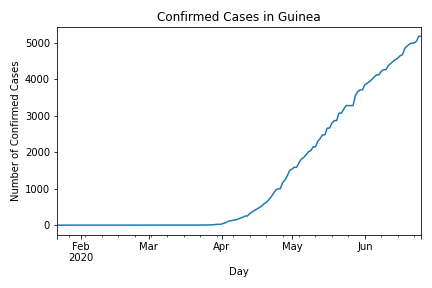 Confirmed Cases in Guinea
Number of Confirmed Cases
5000
4000
3000
2000
1000
0
Feb Mar Apr May Jun
2020
Day